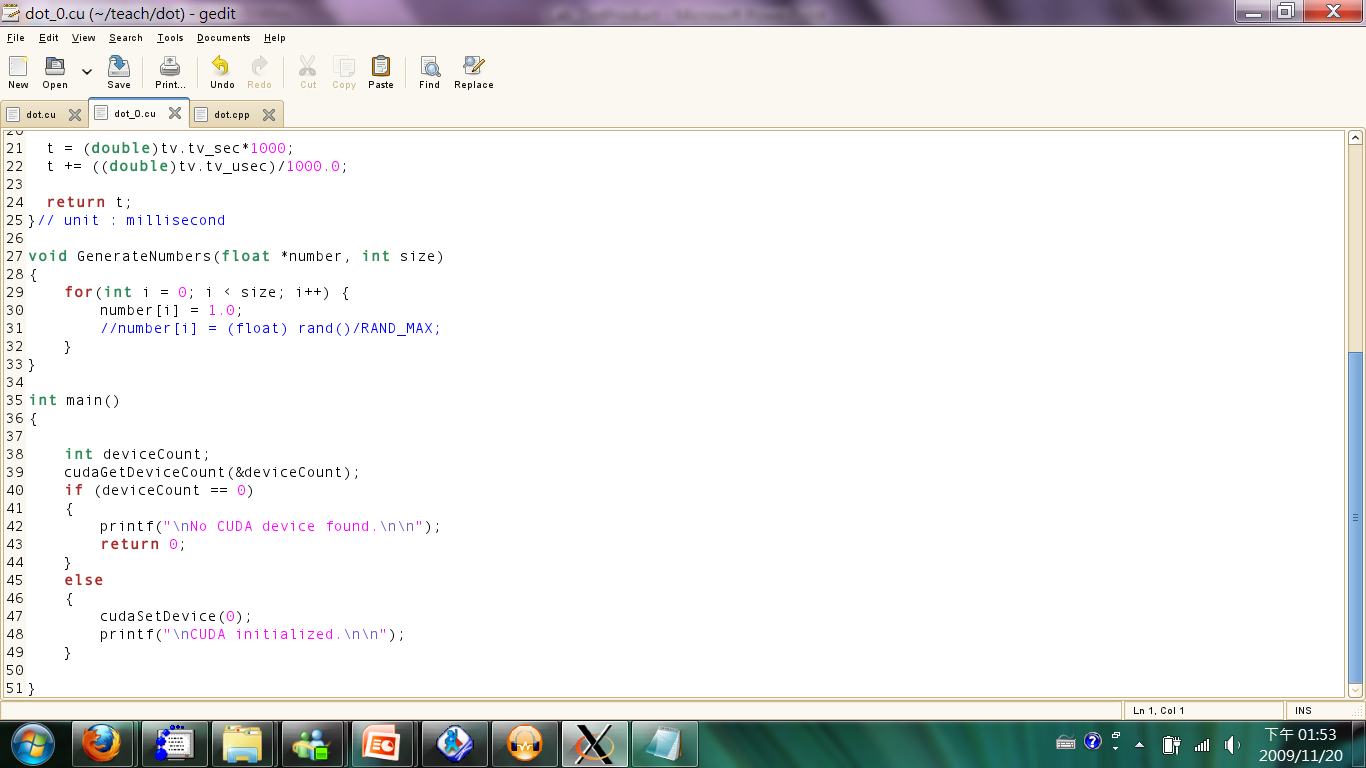 dot_0.cu (~/teach/dot) - gedit
File Edit View Search Tools Documents Help
New Open Save Print... Undo Redo Cut Copy Paste Find Replace
dot.cu dot_0.cu dot.cpp
20
21 t = (double)tv.tv_sec*1000;
22 t += ((double)tv.tv_usec)/1000.0;
23
24 return t;
25 }// unit : millisecond
26
27 void GenerateNumbers(float *number, int size)
28 {
29 for(int i = 0; i < size; i++) {
30 number[i] = 1.0;
31 //number[i] = (float) rand()/RAND_MAX;
32 }
33 }
34
35 int main()
36 {
37
38 int deviceCount;
39 cudaGetDeviceCount(&deviceCount);
40 if (deviceCount == 0)
41 {
42 printf("\nNo CUDA device found.\n\n");
43 return 0;
44 }
45 else
46 {
47 cudaSetDevice(0);
48 printf("\nCUDA initialized.\n\n");
49 }
50
51 }
Ln 1, Col 1 INS
下午 01:53
2009/11/20